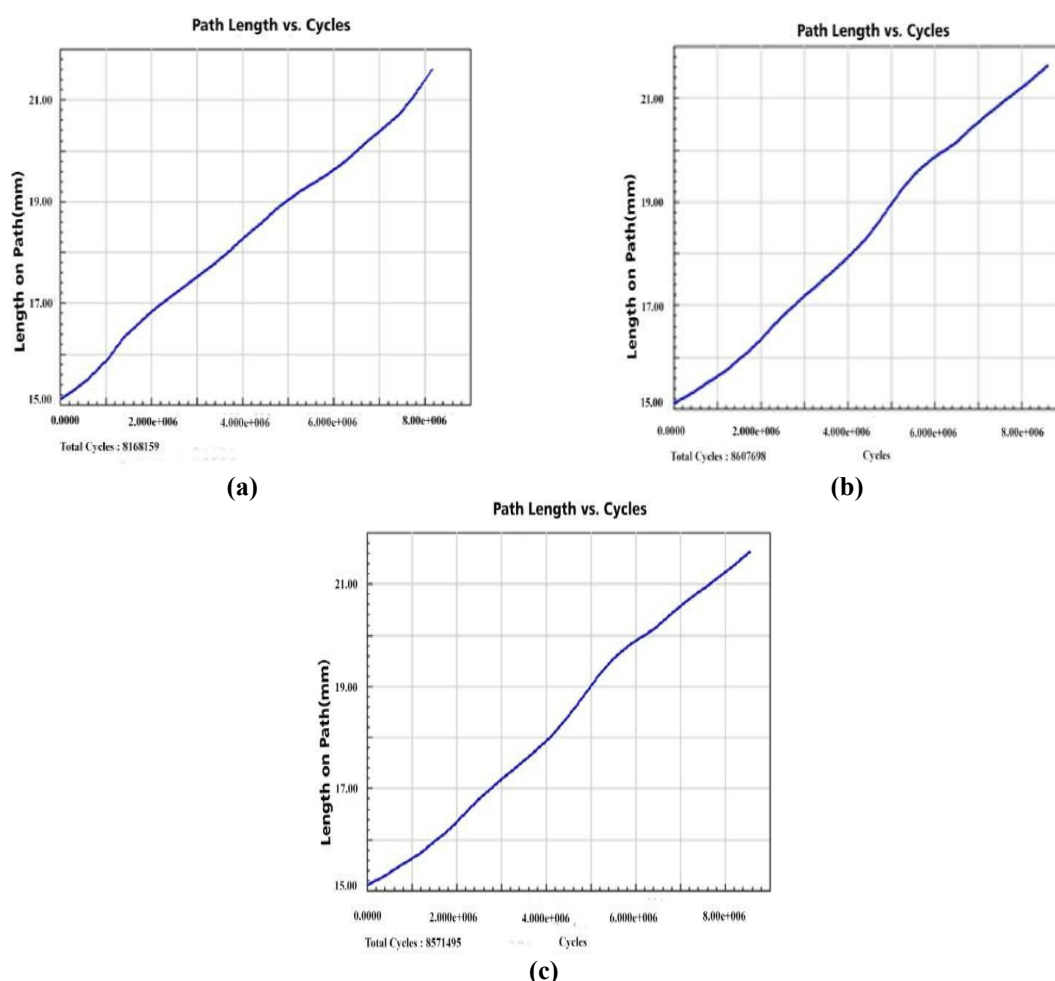 Path Length vs. Cycles
Length on Path(mm)
21.00
19.00
17.00
15.00
0.0000 2.000e+006 4.000e+006 6.000e+006 8.00e+006
Total Cycles : 8168159
(a)
Path Length vs. Cycles
Length on Path(mm)
21.00
19.00
17.00
15.00
0.0000 2.000e+006 4.000e+006 6.000e+006 8.00e+006
Total Cycles : 8607698 Cycles
(b)
Path Length vs. Cycles
Length on Path(mm)
21.00
19.00
17.00
15.00
0.0000 2.000e+006 4.000e+006 6.000e+006 8.00e+006
Total Cycles : 8571495 Cycles
(c)